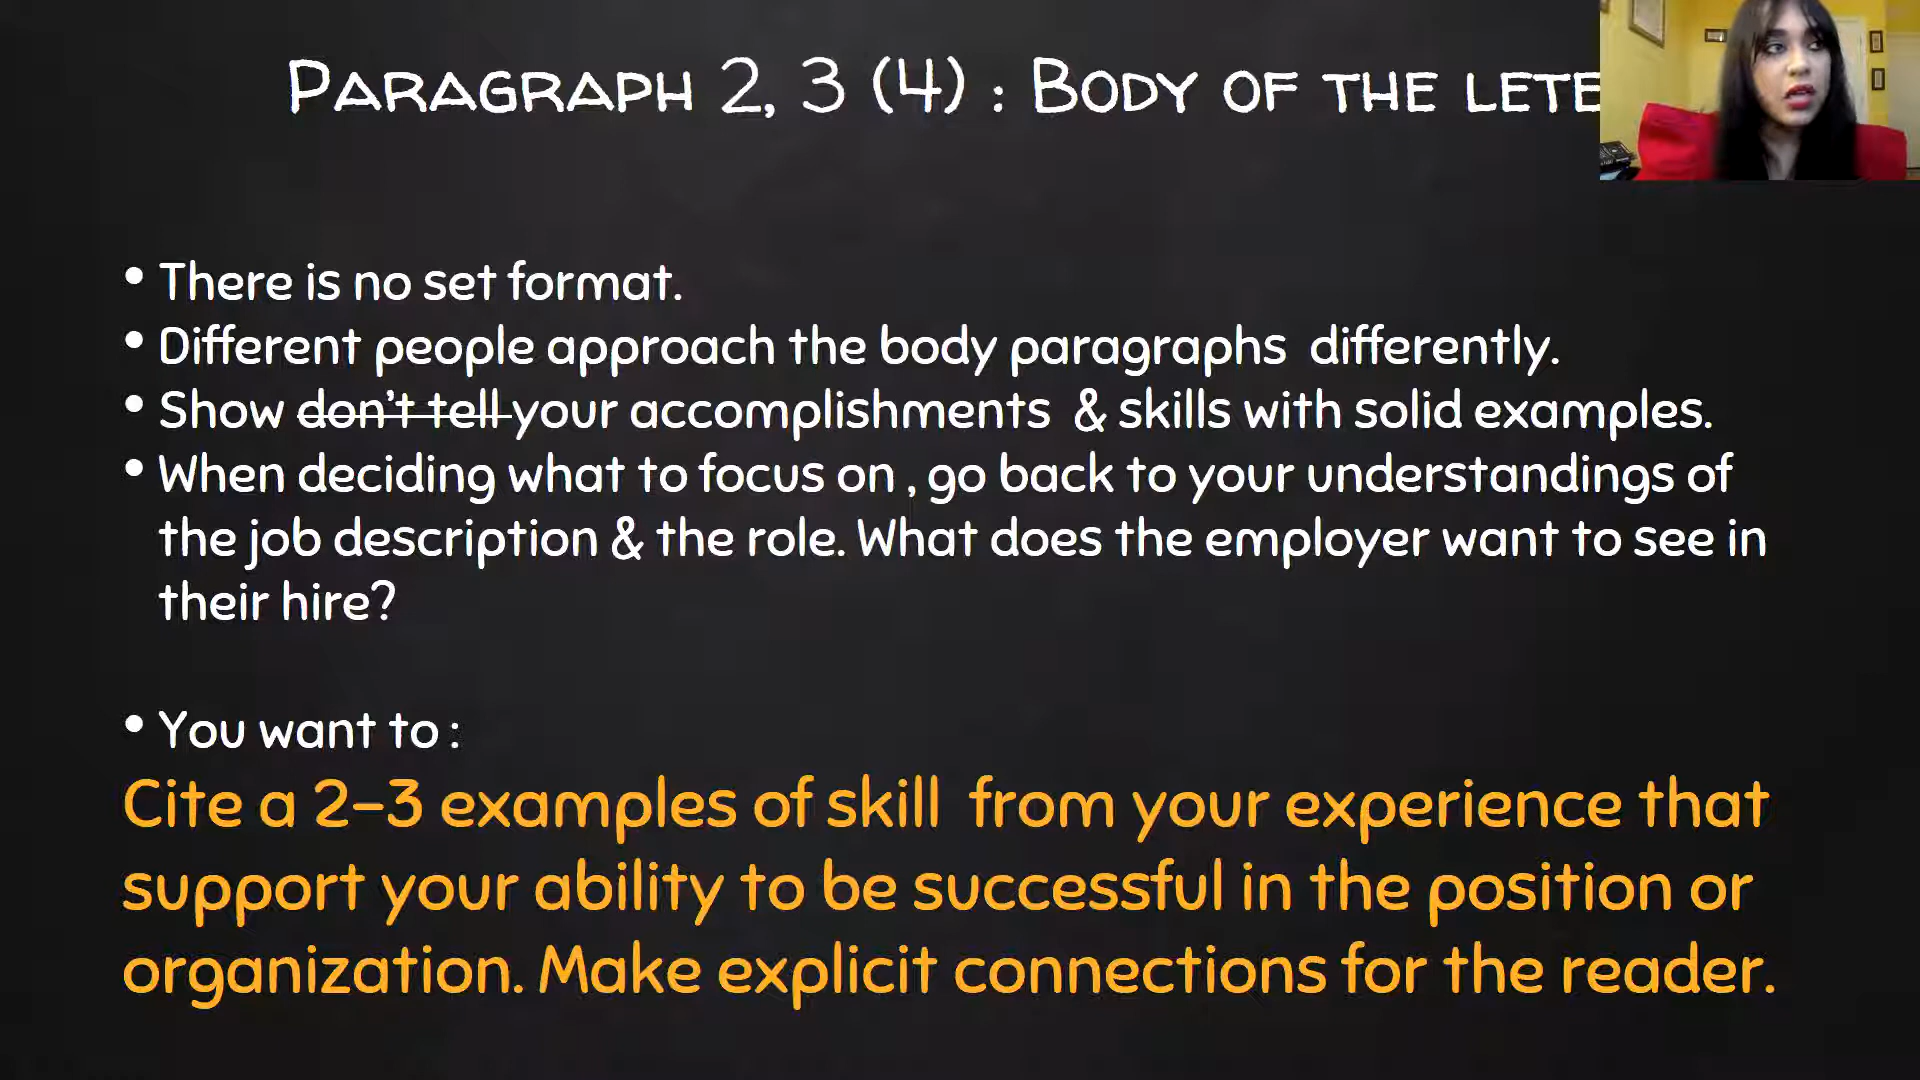 PARAGRAPH 2, 3 (4) : BODY OF THE LETE
• There is no set format.
• Different people approach the body paragraphs differently.
• Show don't tell your accomplishments & skills with solid examples.
• When deciding what to focus on , go back to your understandings of
the job description & the role. What does the employer want to see in
their hire?
• You want to :
Cite a 2–3 examples of skill from your experience that
support your ability to be successful in the position or
organization. Make explicit connections for the reader.